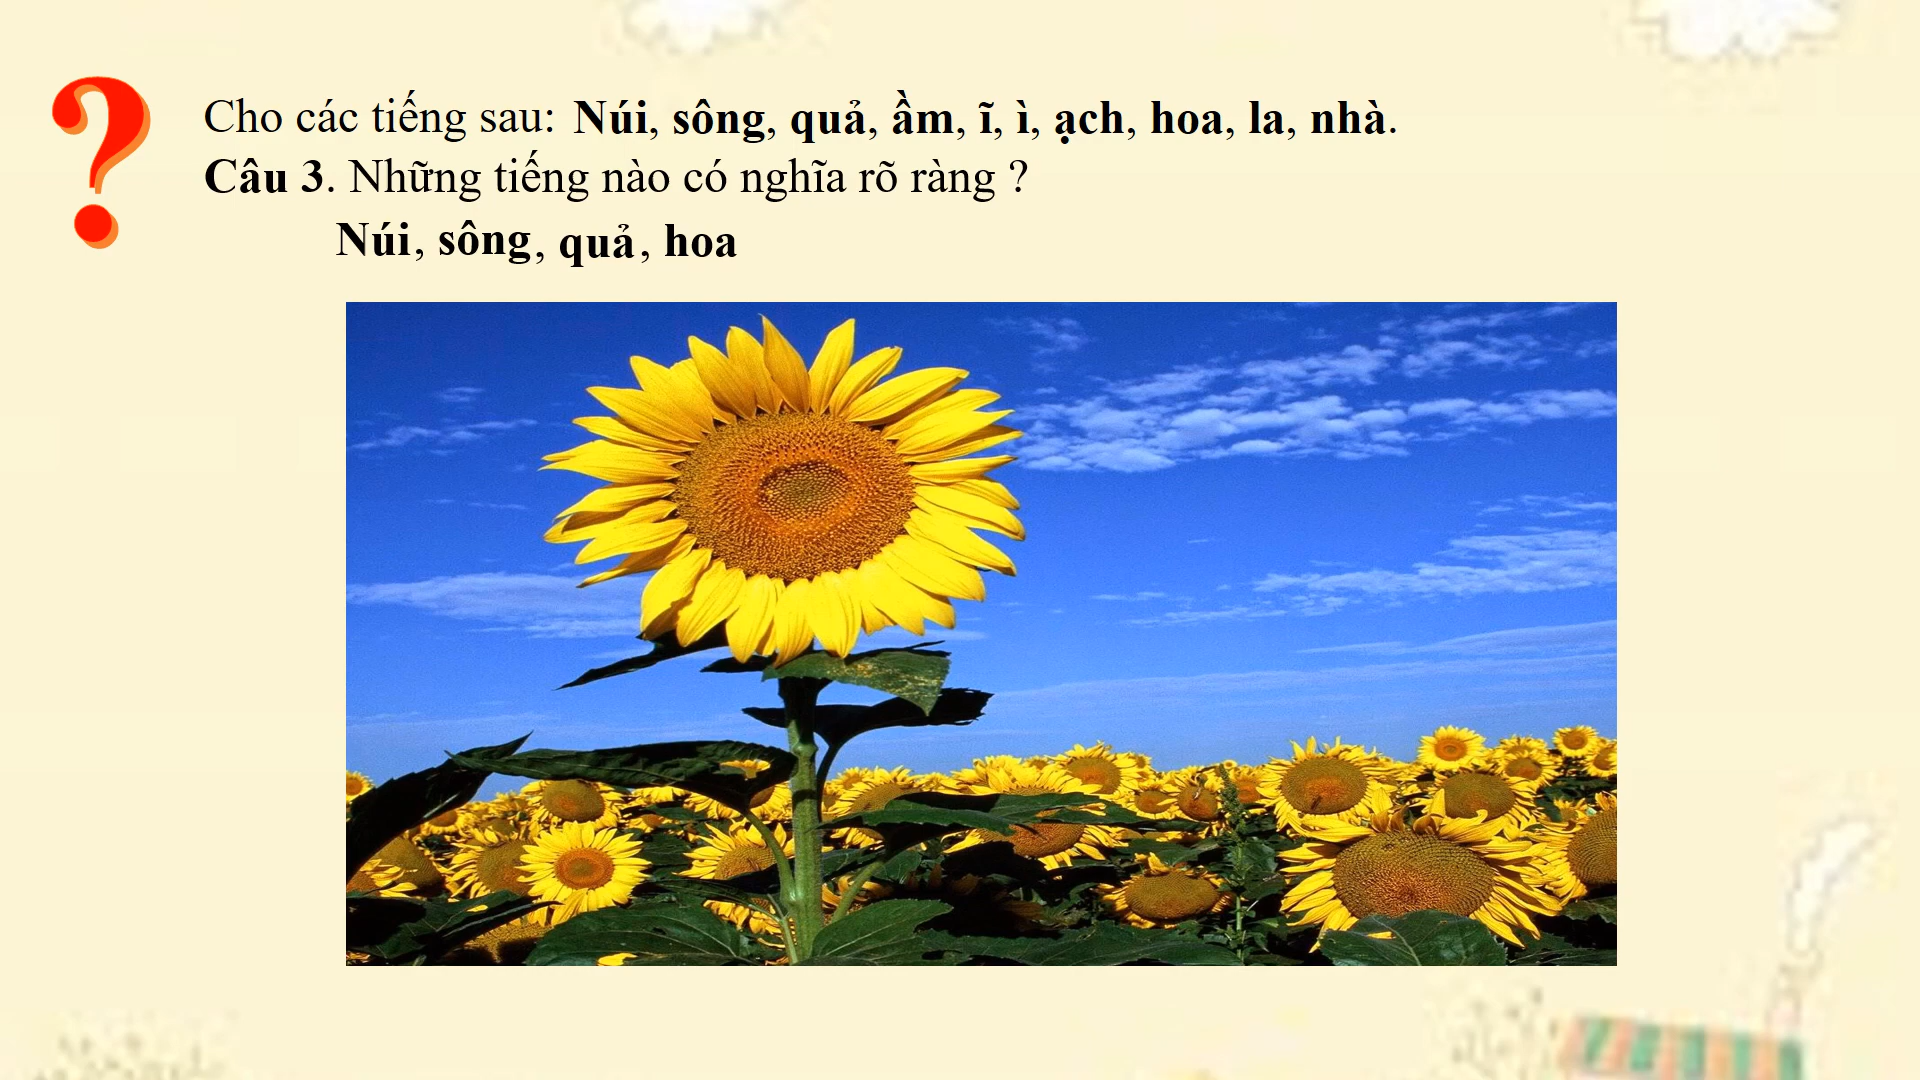 ?
Cho các tiếng sau: Núi, sông, quả, ầm, ĩ, ì, ạch, hoa, la, nhà.
Câu 3. Những tiếng nào có nghĩa rõ ràng ?
Núi, sông, quả, hoa